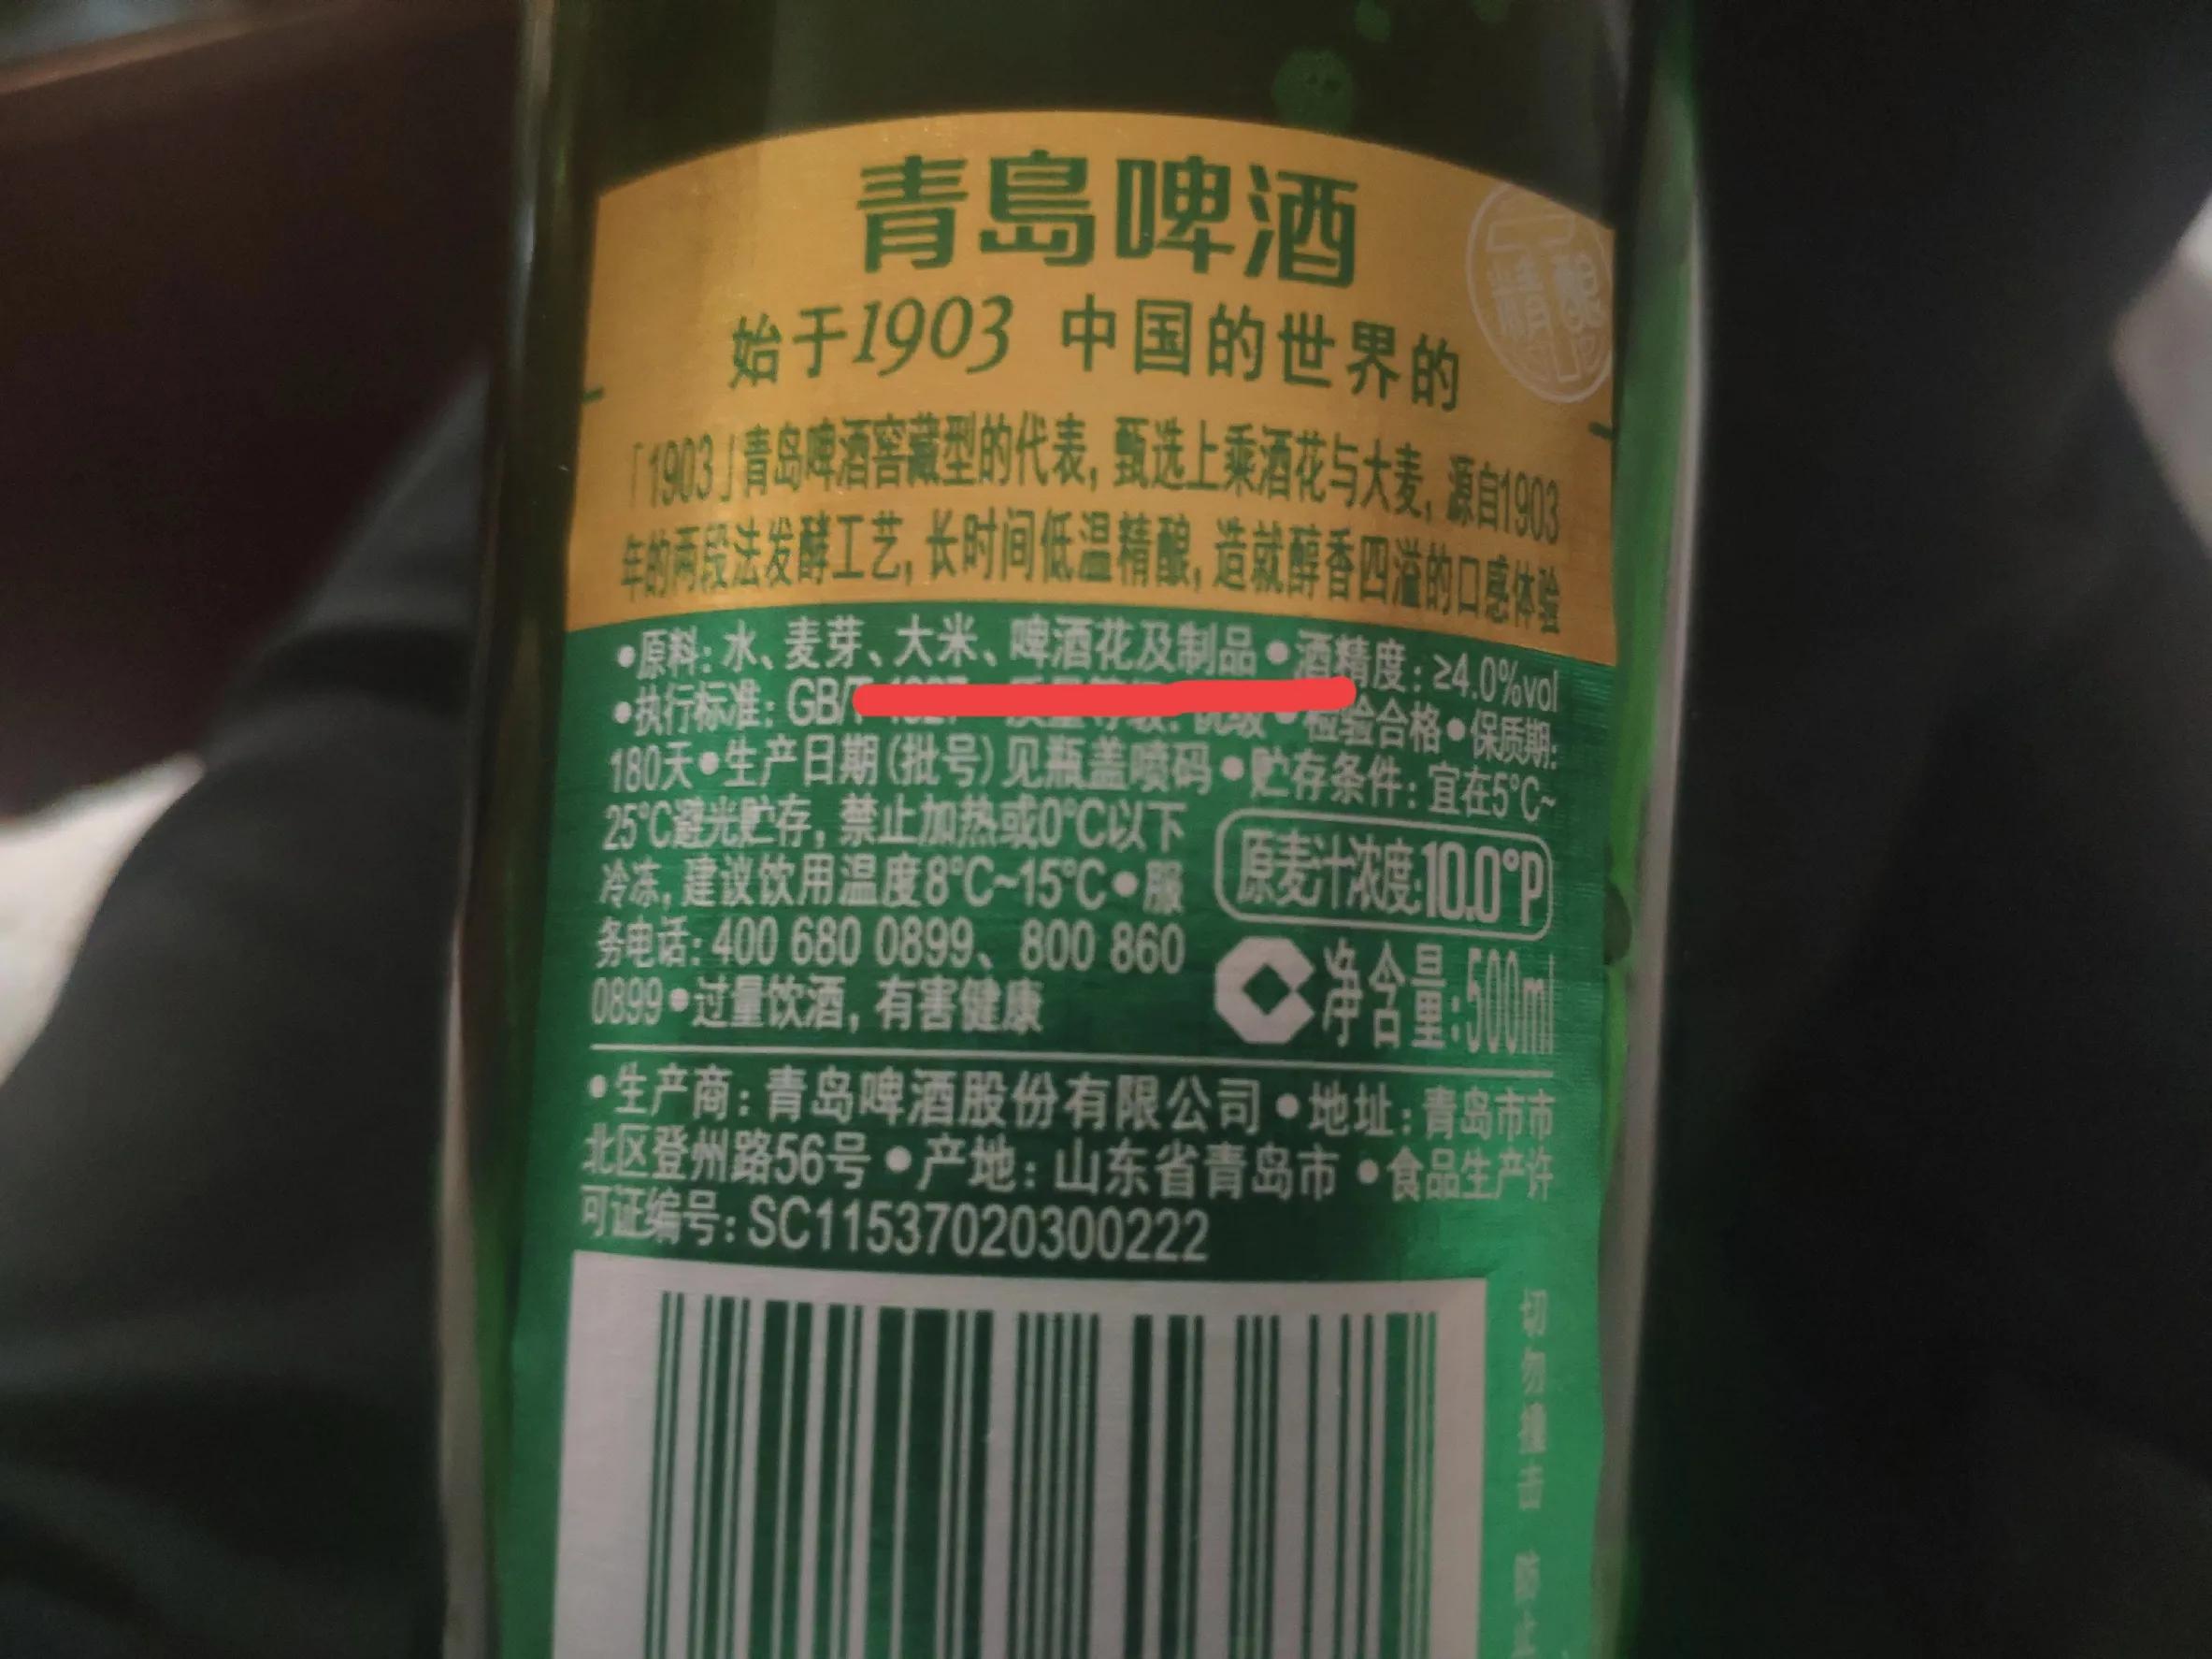 青島啤酒
精酿
始于1903 中国的世界的
「1903」青岛啤酒窖藏型的代表, 甄选上乘酒花与大麦, 源自1903
年的两段法发酵工艺, 长时间低温精酿, 造就醇香四溢的口感体验
•原料: 水、麦芽、大米、啤酒花及制品•酒精度: ≥4.0%vol
•执行标准: GB/T •检验合格•保质期:
180天•生产日期(批号)见瓶盖喷码•贮存条件: 宜在5°C~
25°C避光贮存, 禁止加热或0°C以下
冷冻, 建议饮用温度8°C~15°C•服
务电话: 400 680 0899、800 860
0899•过量饮酒, 有害健康
原麦汁浓度:10.0°P
净含量:500ml
•生产商: 青岛啤酒股份有限公司•地址: 青岛市市
北区登州路56号•产地: 山东省青岛市•食品生产许
可证编号: SC11537020300222
切勿撞击 防止